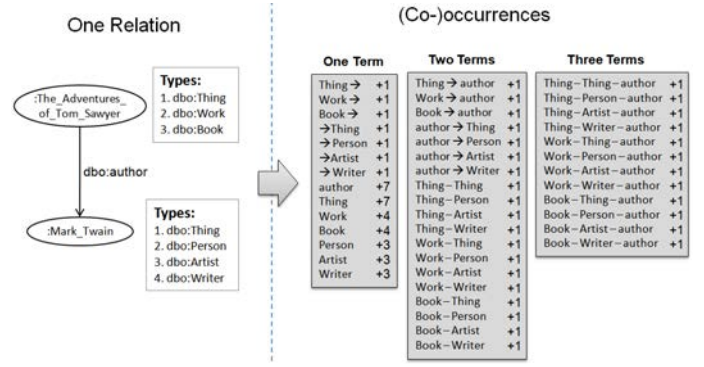 One Relation
:The_Adventures_
of_Tom_Sawyer
Types:
1. dbo:Thing
2. dbo:Work
3. dbo:Book
dbo:author
:Mark_Twain
Types:
1. dbo:Thing
2. dbo:Person
3. dbo:Artist
4. dbo:Writer
(Co-)occurrences
One Term
Thing→ +1
Work→ +1
Book→ +1
→Thing +1
→Person +1
→Artist +1
→Writer +1
author +7
Thing +7
Work +4
Book +4
Person +3
Artist +3
Writer +3
Two Terms
Thing→author +1
Work→author +1
Book→author +1
author→Thing +1
author→Person +1
author→Artist +1
author→Writer +1
Thing–Thing +1
Thing–Person +1
Thing–Artist +1
Thing–Writer +1
Work–Thing +1
Work–Person +1
Work–Artist +1
Work–Writer +1
Book–Thing +1
Book–Person +1
Book–Artist +1
Book–Writer +1
Three Terms
Thing–Thing–author +1
Thing–Person–author +1
Thing–Artist–author +1
Thing–Writer–author +1
Work–Thing–author +1
Work–Person–author +1
Work–Artist–author +1
Work–Writer–author +1
Book–Thing–author +1
Book–Person–author +1
Book–Artist–author +1
Book–Writer–author +1